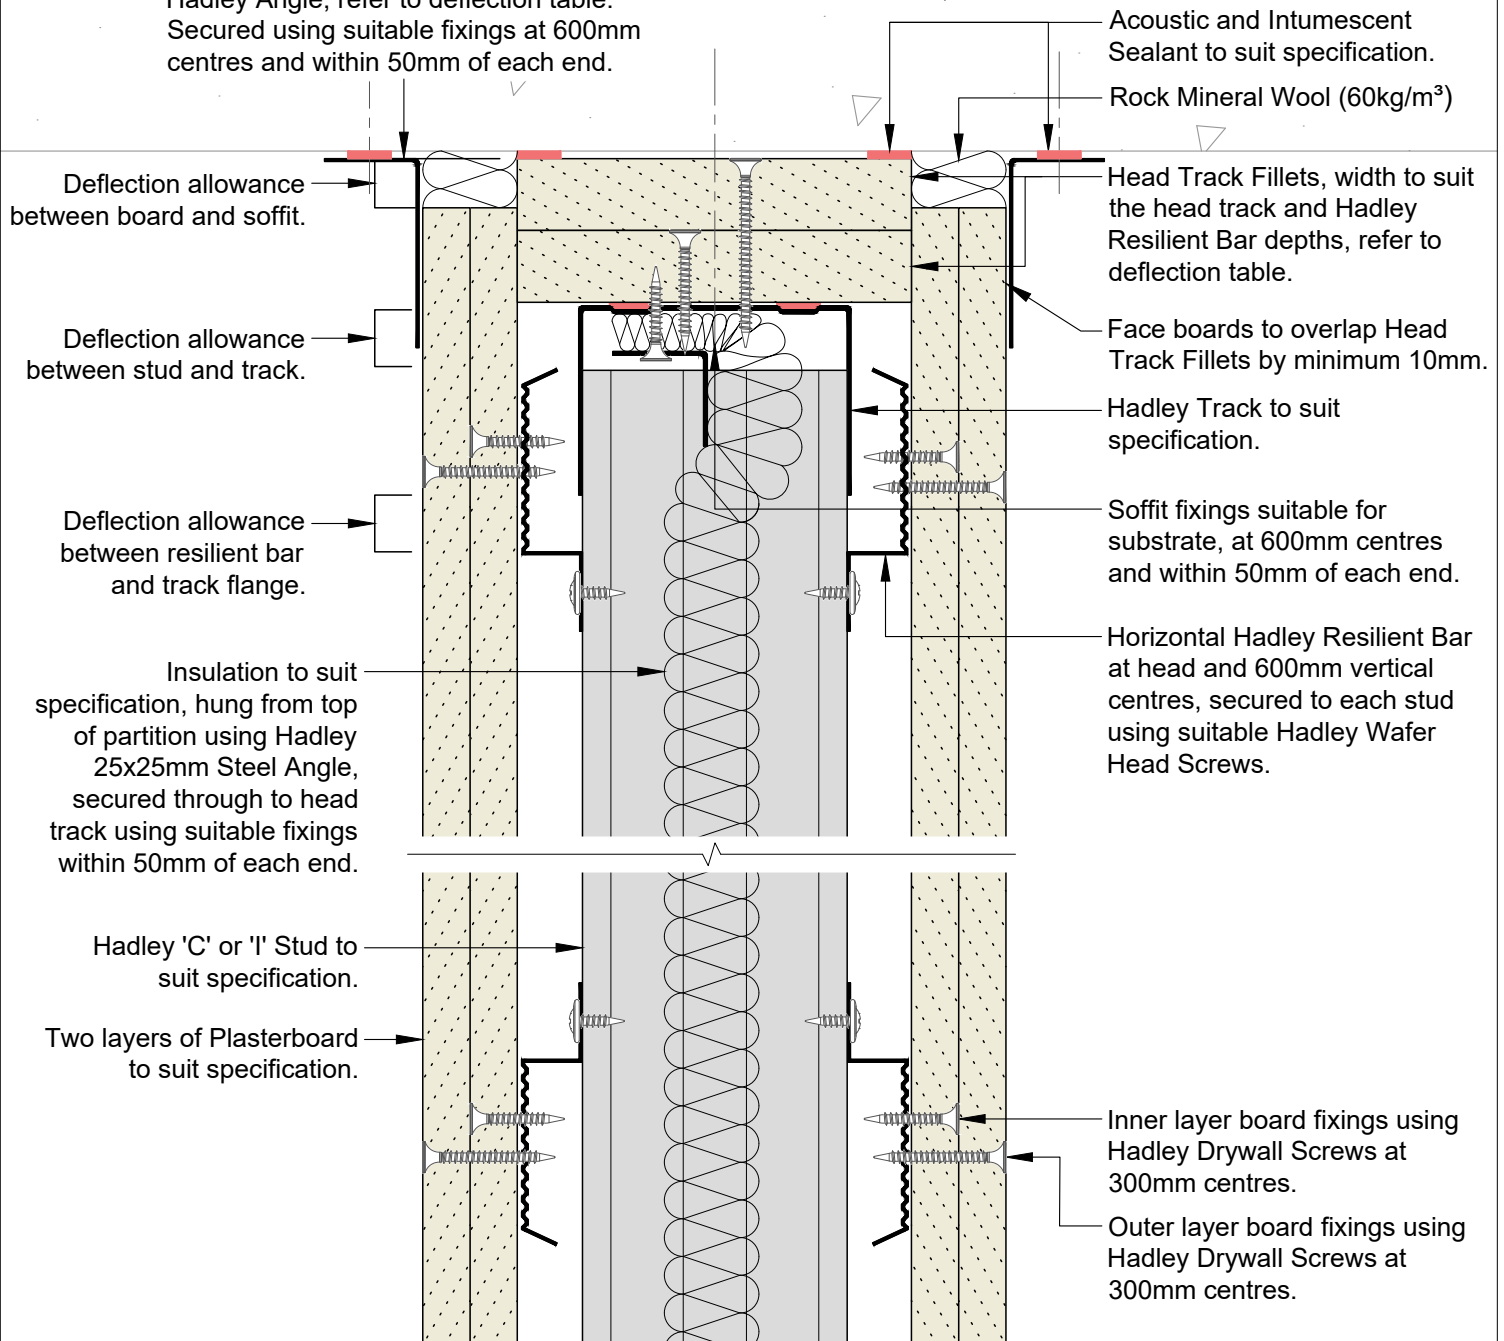 Hadley Angle, refer to deflection table.
Secured using suitable fixings at 600mm
centres and within 50mm of each end.
Acoustic and Intumescent
Sealant to suit specification.
Rock Mineral Wool (60kg/m³)
Deflection allowance
between board and soffit.
Head Track Fillets, width to suit
the head track and Hadley
Resilient Bar depths, refer to
deflection table.
Deflection allowance
between stud and track.
Face boards to overlap Head
Track Fillets by minimum 10mm.
Hadley Track to suit
specification.
Deflection allowance
between resilient bar
and track flange.
Soffit fixings suitable for
substrate, at 600mm centres
and within 50mm of each end.
Horizontal Hadley Resilient Bar
at head and 600mm vertical
centres, secured to each stud
using suitable Hadley Wafer
Head Screws.
Insulation to suit
specification, hung from top
of partition using Hadley
25x25mm Steel Angle,
secured through to head
track using suitable fixings
within 50mm of each end.
Hadley 'C' or 'I' Stud to
suit specification.
Two layers of Plasterboard
to suit specification.
Inner layer board fixings using
Hadley Drywall Screws at
300mm centres.
Outer layer board fixings using
Hadley Drywall Screws at
300mm centres.